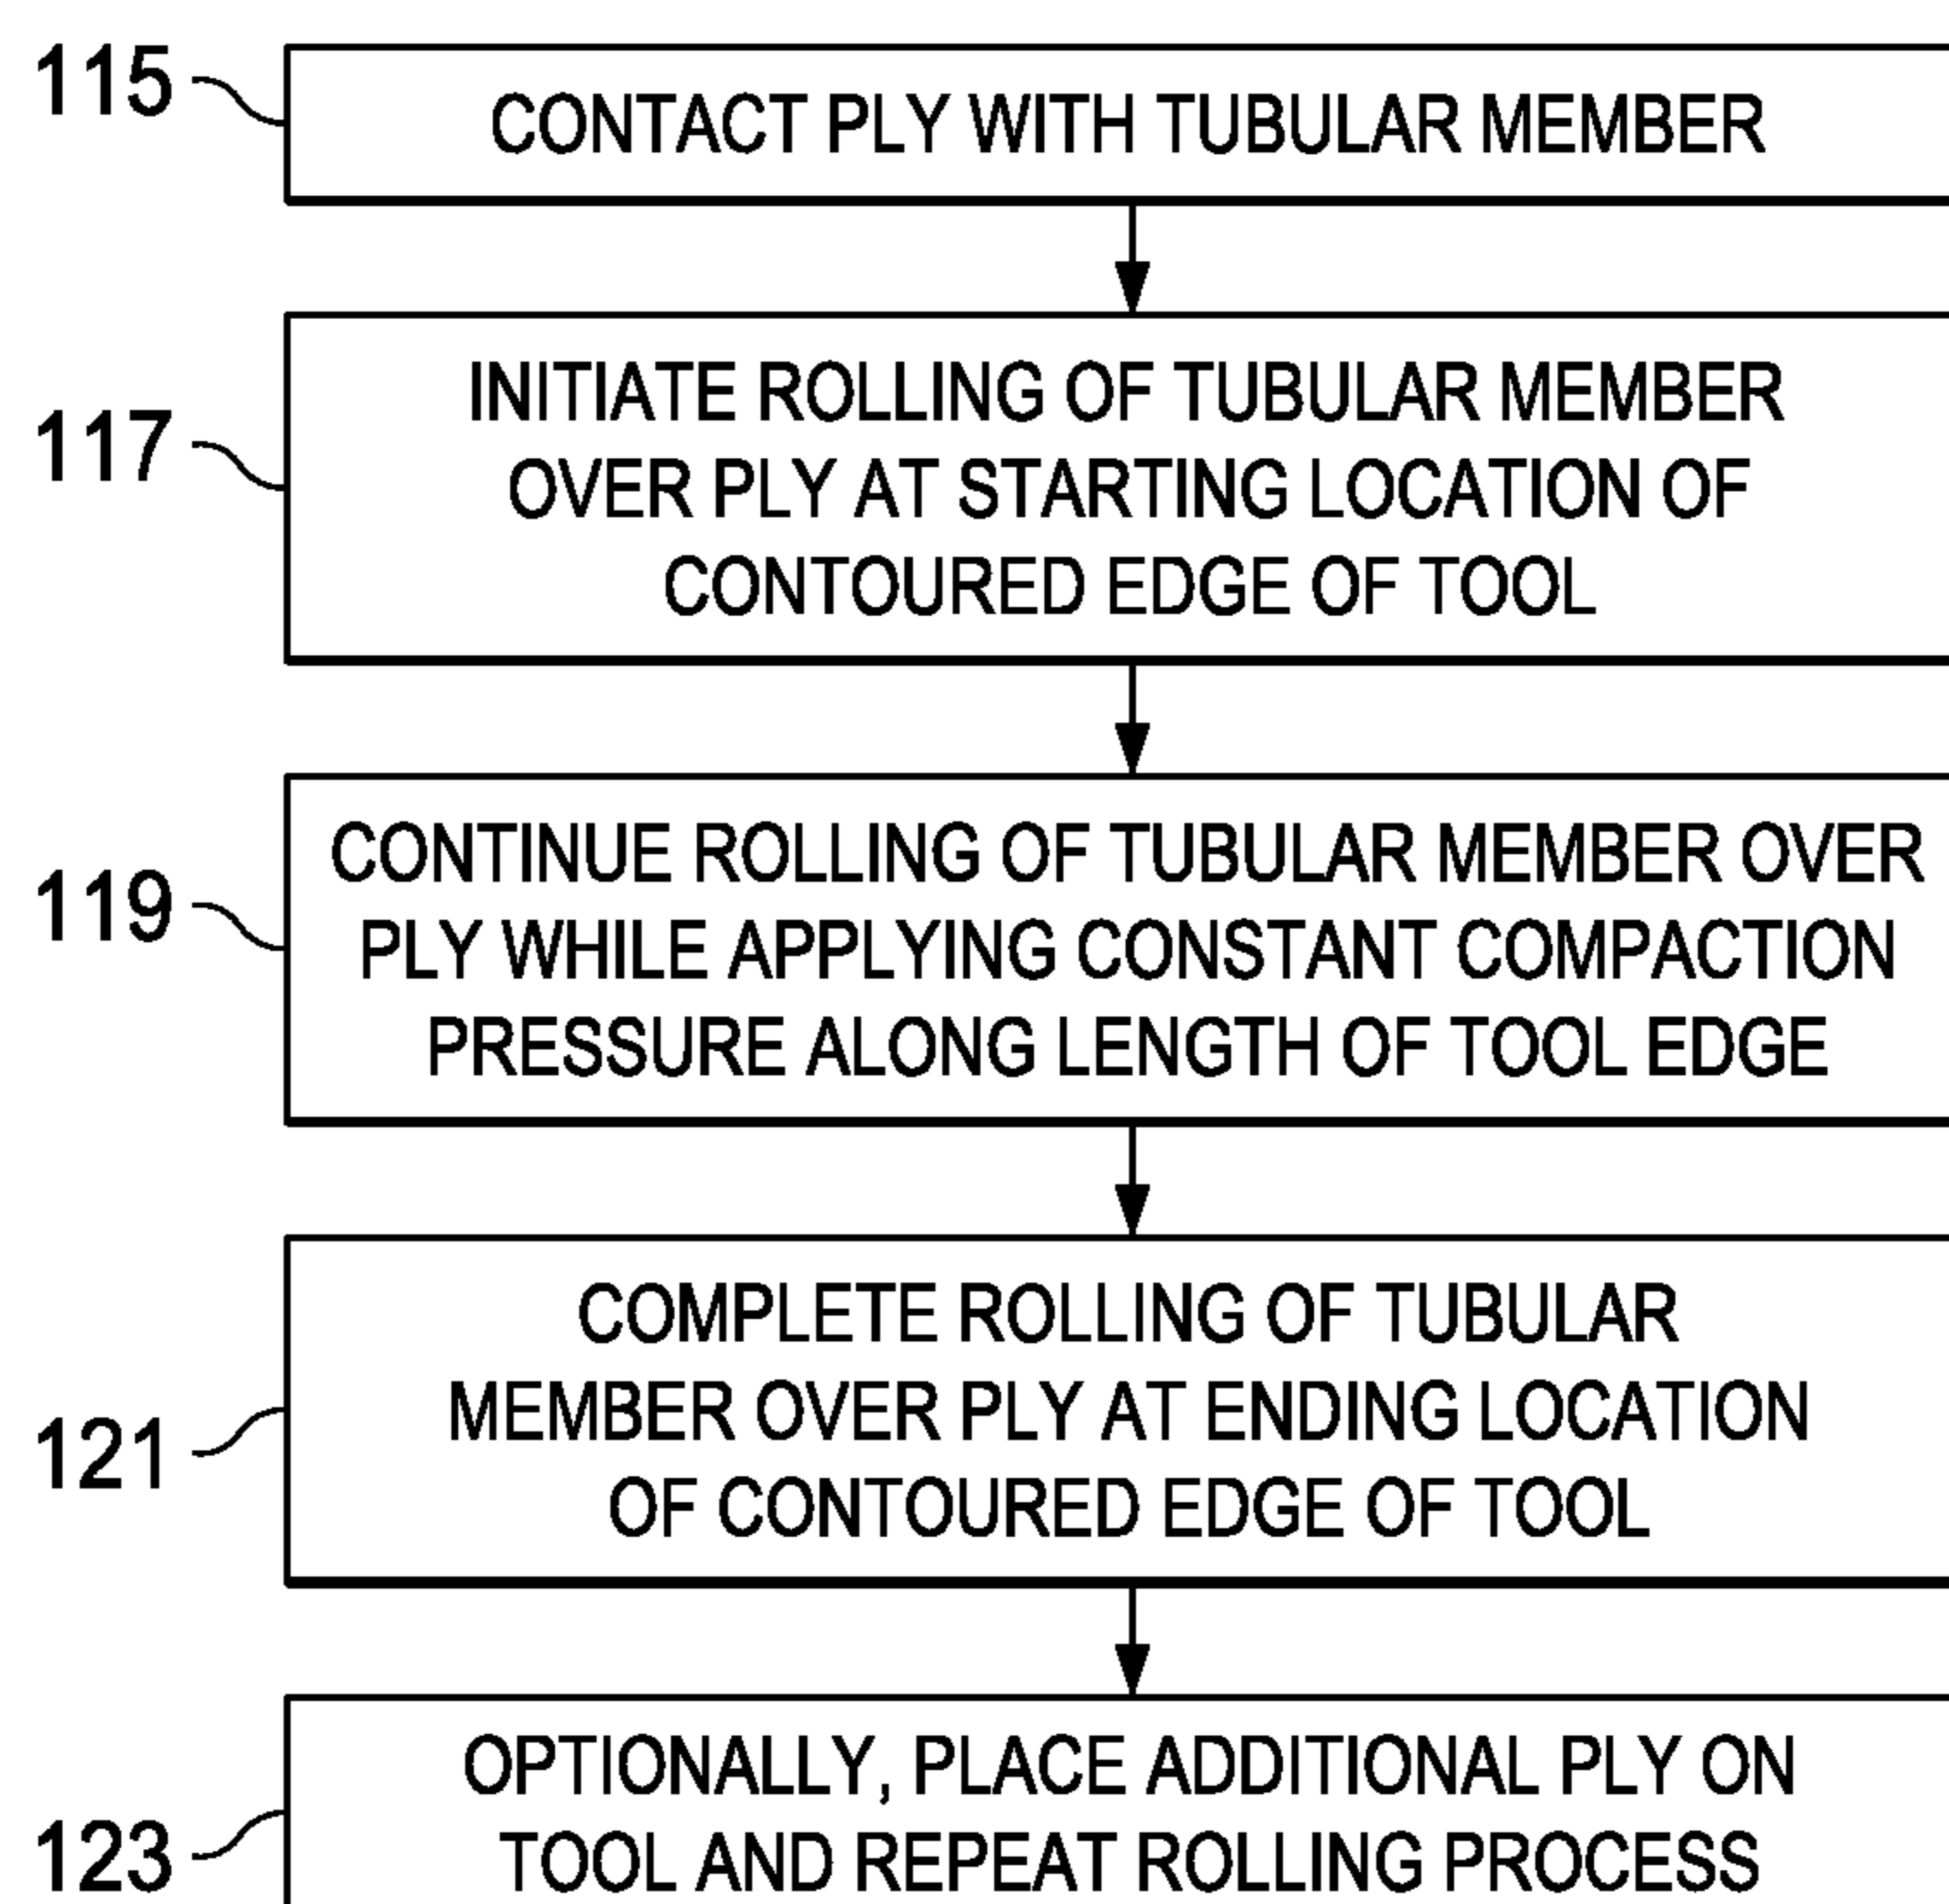 115
CONTACT PLY WITH TUBULAR MEMBER
117
INITIATE ROLLING OF TUBULAR MEMBER
OVER PLY AT STARTING LOCATION OF
CONTOURED EDGE OF TOOL
119
CONTINUE ROLLING OF TUBULAR MEMBER OVER
PLY WHILE APPLYING CONSTANT COMPACTION
PRESSURE ALONG LENGTH OF TOOL EDGE
121
COMPLETE ROLLING OF TUBULAR
MEMBER OVER PLY AT ENDING LOCATION
OF CONTOURED EDGE OF TOOL
123
OPTIONALLY, PLACE ADDITIONAL PLY ON
TOOL AND REPEAT ROLLING PROCESS